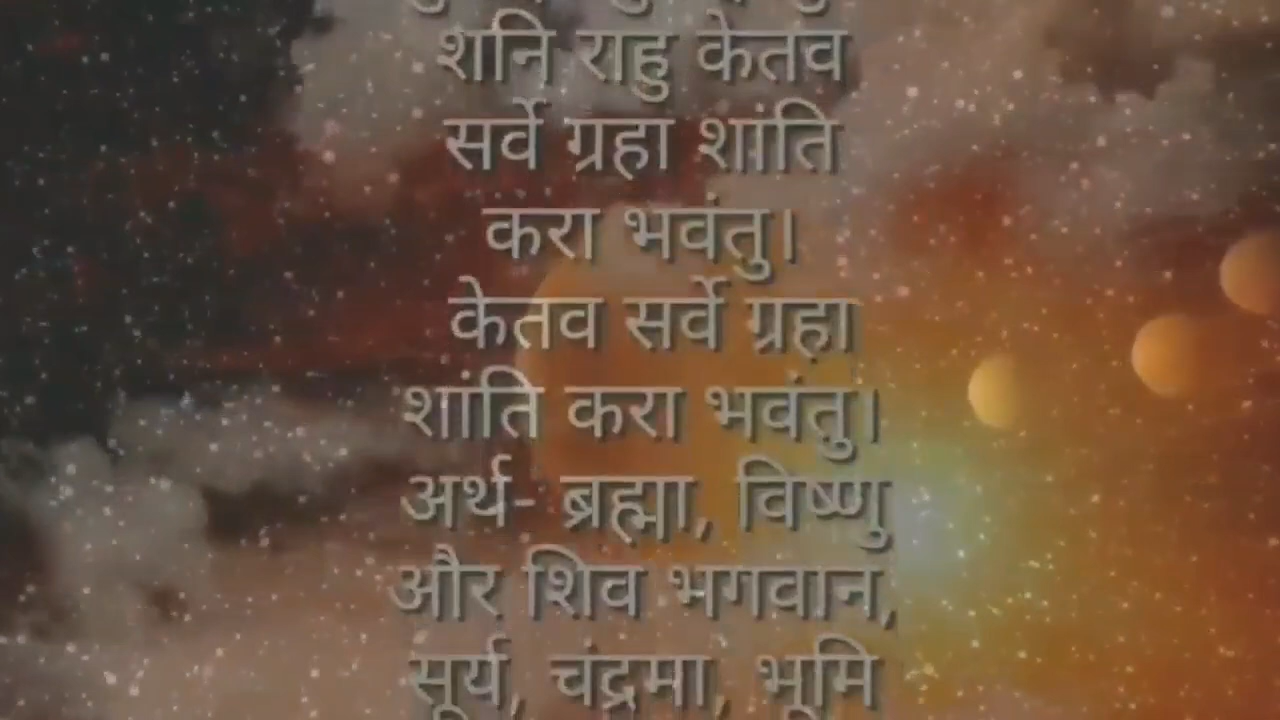 शनि राहु केतव
सर्वे ग्रहा शांति
करा भवंतु।
केतव सर्वे ग्रहा
शांति करा भवंतु।
अर्थ- ब्रह्मा, विष्णु
और शिव भगवान,
सूर्य, चंद्रमा, भूमि